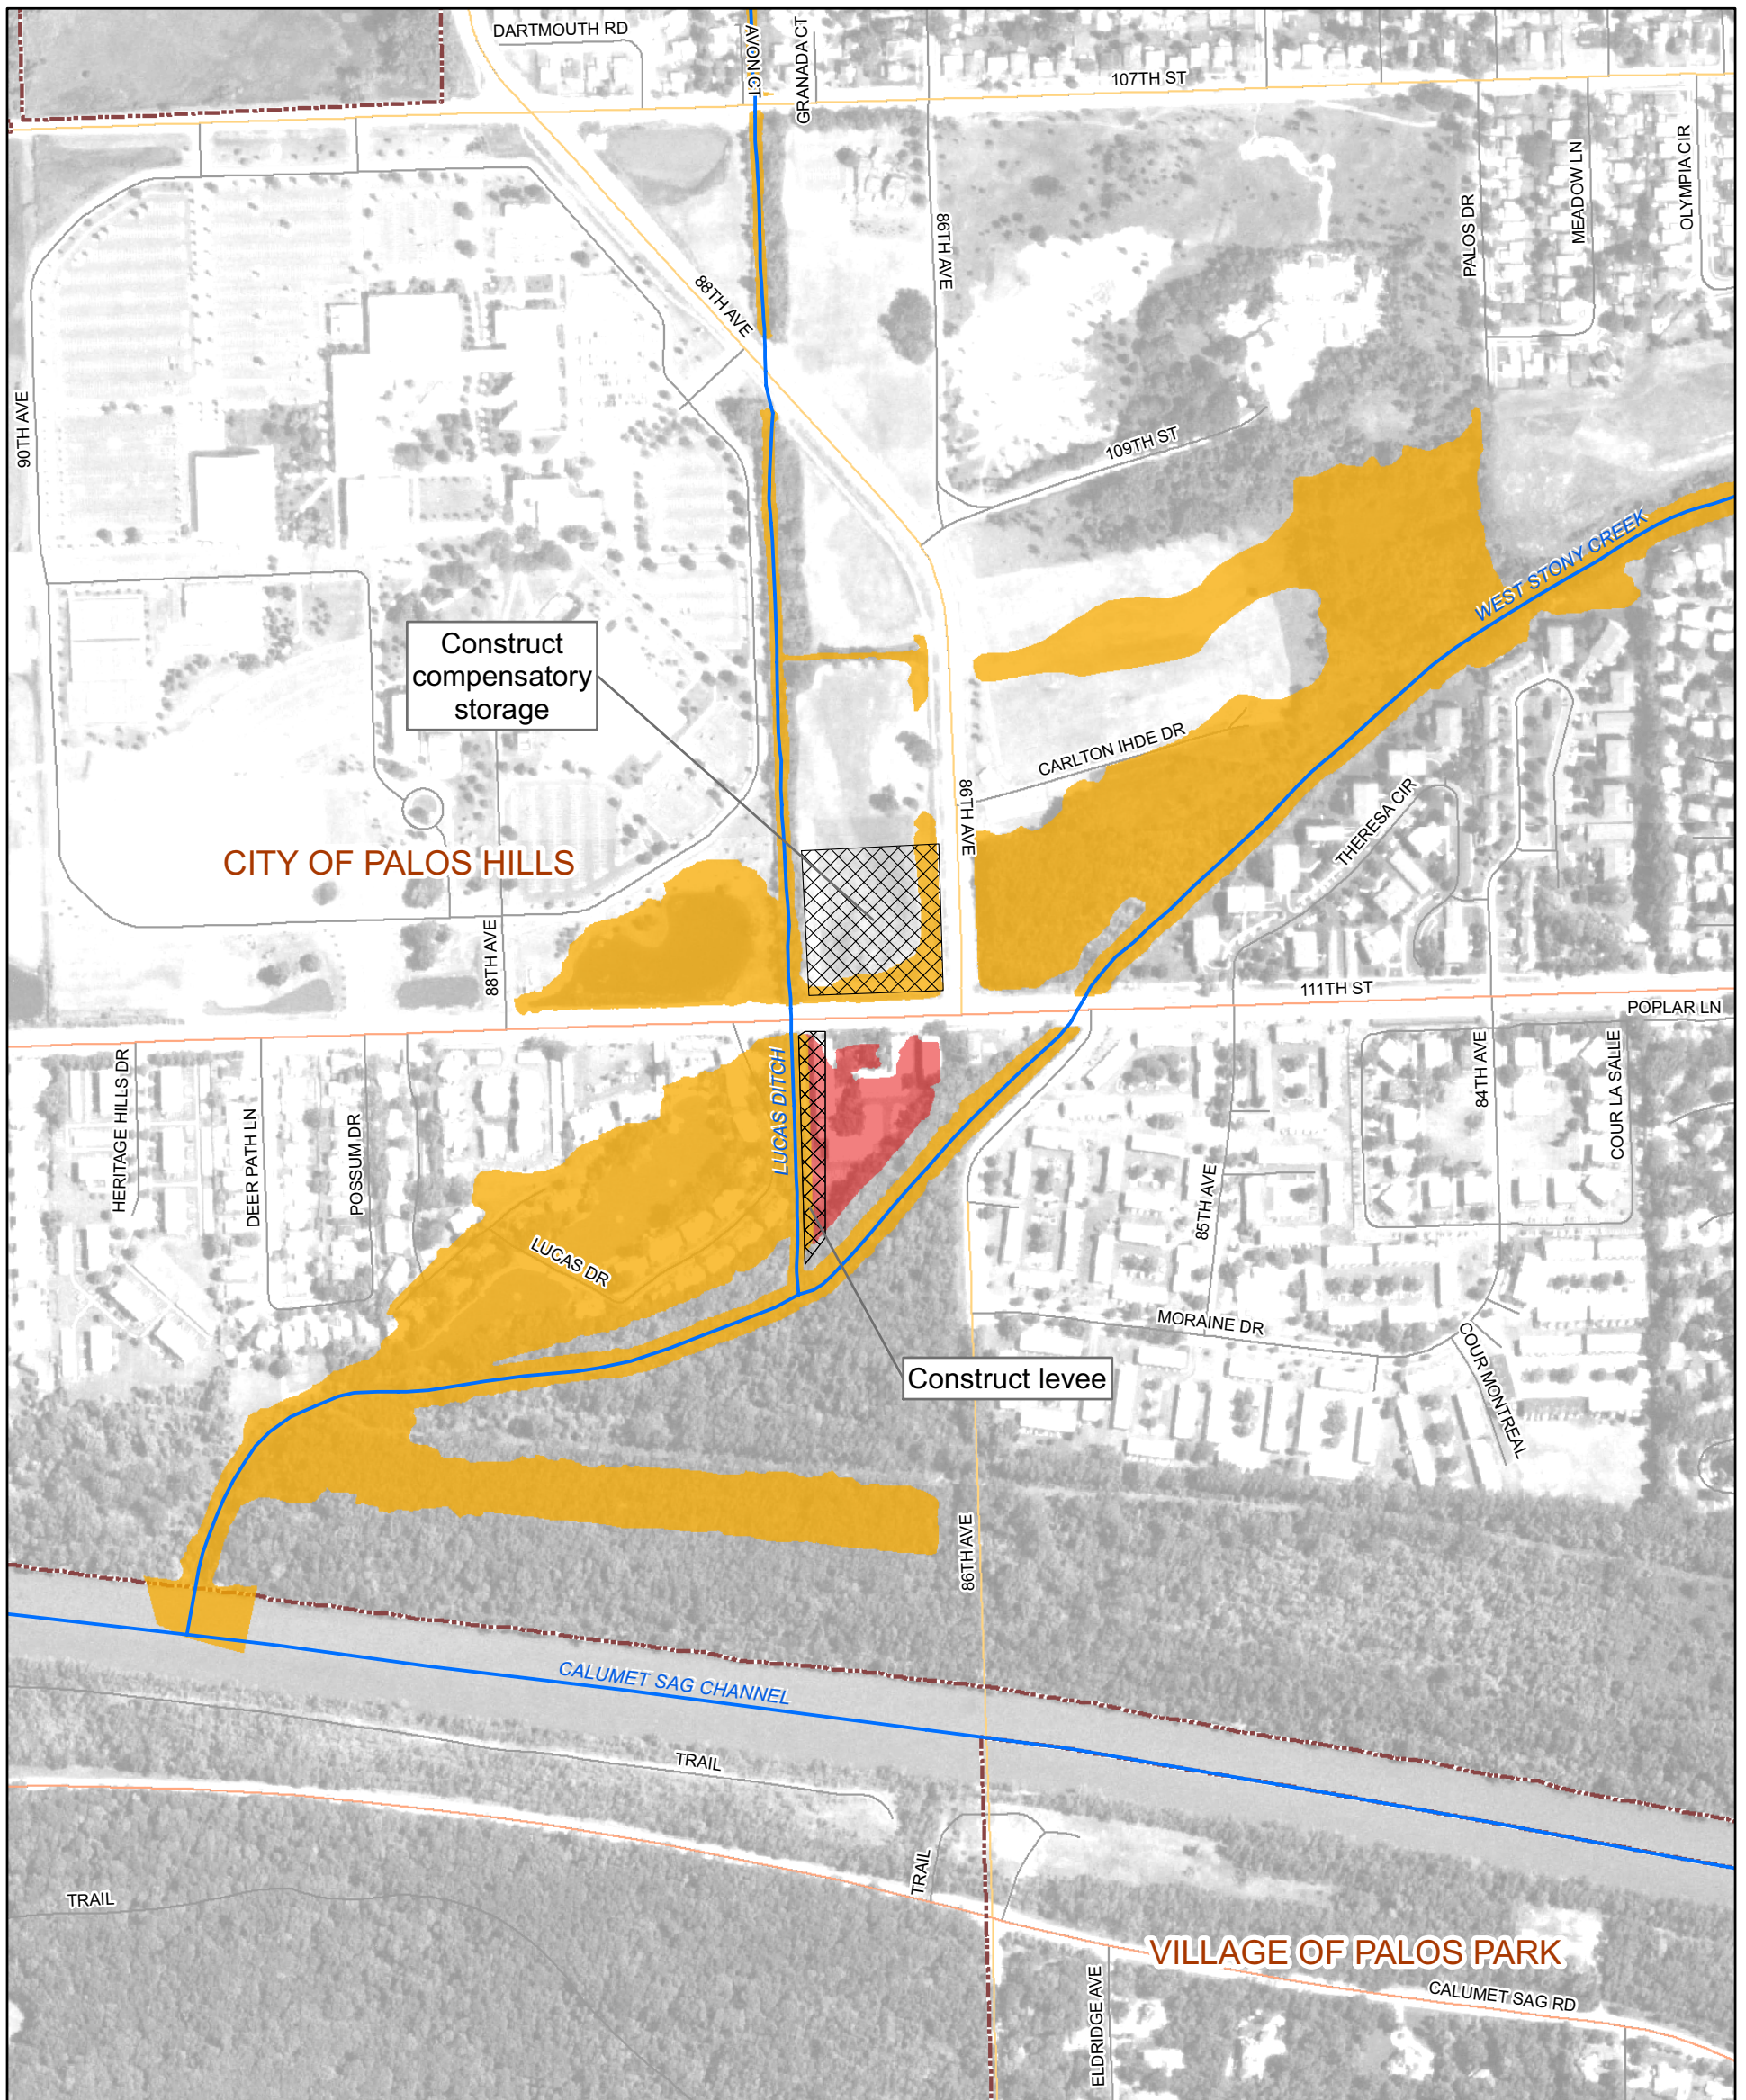 DARTMOUTH RD
AVON CT
GRANADA CT
107TH ST
86TH AVE
PALOS DR
MEADOW LN
OLYMPIA CIR
88TH AVE
90TH AVE
109TH ST
WEST STONY CREEK
Construct
compensatory
storage
CARLTON IHDE DR
86TH AVE
THERESA CIR
CITY OF PALOS HILLS
88TH AVE
111TH ST
POPLAR LN
HERITAGE HILLS DR
DEER PATH LN
POSSUM DR
LUCAS DITCH
84TH AVE
COUR LA SALLE
85TH AVE
LUCAS DR
MORAINE DR
COUR MONTREAL
Construct levee
86TH AVE
CALUMET SAG CHANNEL
TRAIL
TRAIL
TRAIL
VILLAGE OF PALOS PARK
CALUMET SAG RD
ELDRIDGE AVE